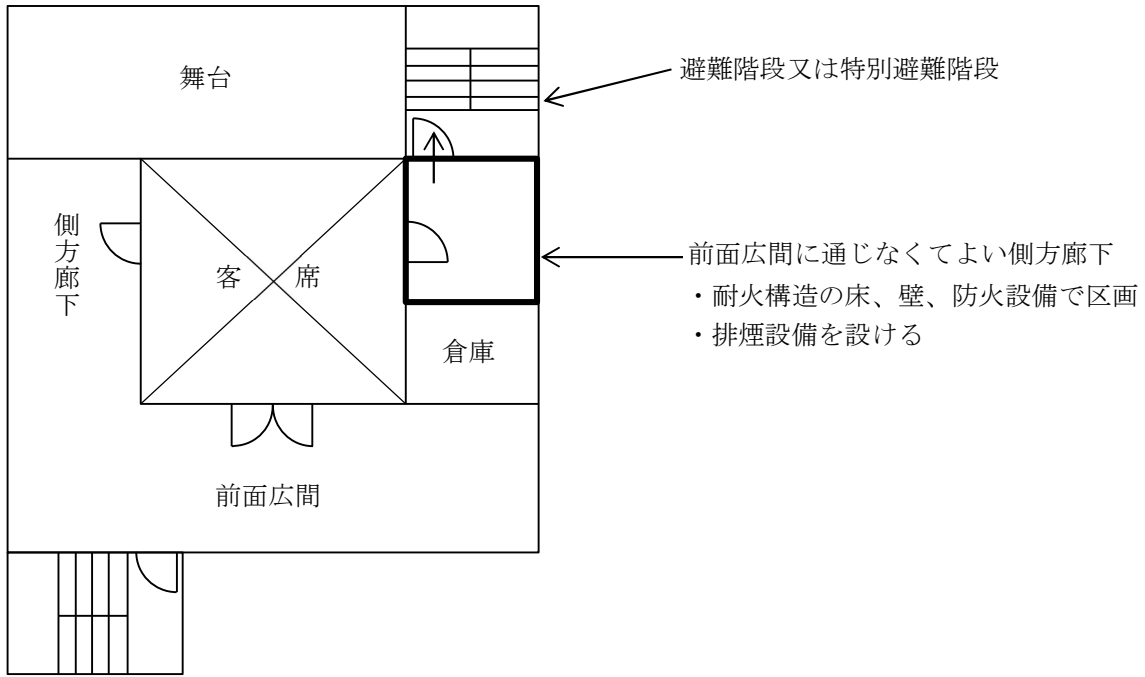 舞台
避難階段又は特別避難階段
側方廊下
客席
前面広間に通じなくてよい側方廊下
・耐火構造の床、壁、防火設備で区画
・排煙設備を設ける
倉庫
前面広間